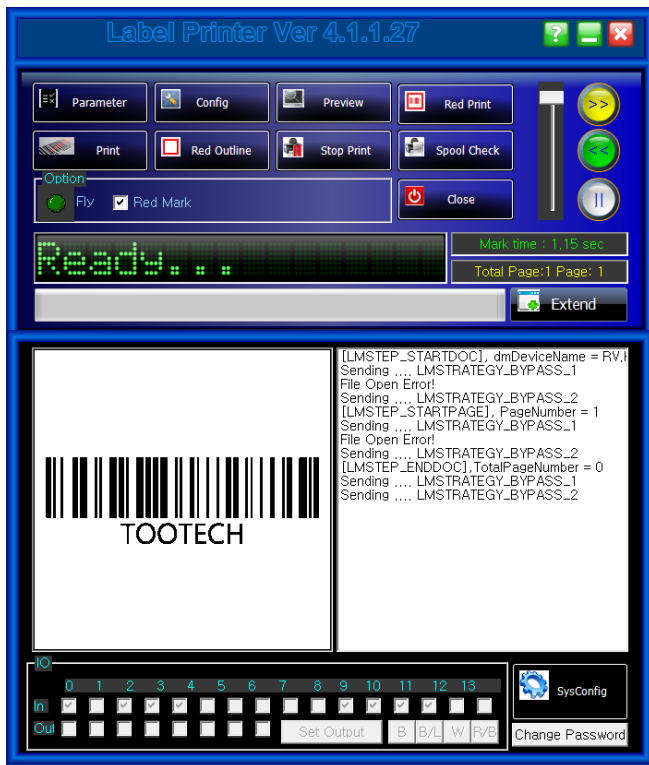 Label Printer Ver 4.1.1.27
?
Parameter
Config
Preview
Red Print
>>
Print
Red Outline
Stop Print
Spool Check
<<
Option
Fly
Red Mark
Close
Ready...
Mark time : 1,15 sec
Total Page:1 Page: 1
Extend
[LMSTEP_STARTDOC], dmDeviceName = RV,H
Sending .... LMSTRATEGY_BYPASS_1
File Open Error!
Sending .... LMSTRATEGY_BYPASS_2
[LMSTEP_STARTPAGE], PageNumber = 1
Sending .... LMSTRATEGY_BYPASS_1
File Open Error!
Sending .... LMSTRATEGY_BYPASS_2
[LMSTEP_ENDDOC],TotalPageNumber = 0
Sending .... LMSTRATEGY_BYPASS_1
Sending .... LMSTRATEGY_BYPASS_2
TOOTECH
IO
0 1 2 3 4 5 6 7 8 9 10 11 12 13
In
Out
Set Output
B
B/L
W
R/B
SysConfig
Change Password